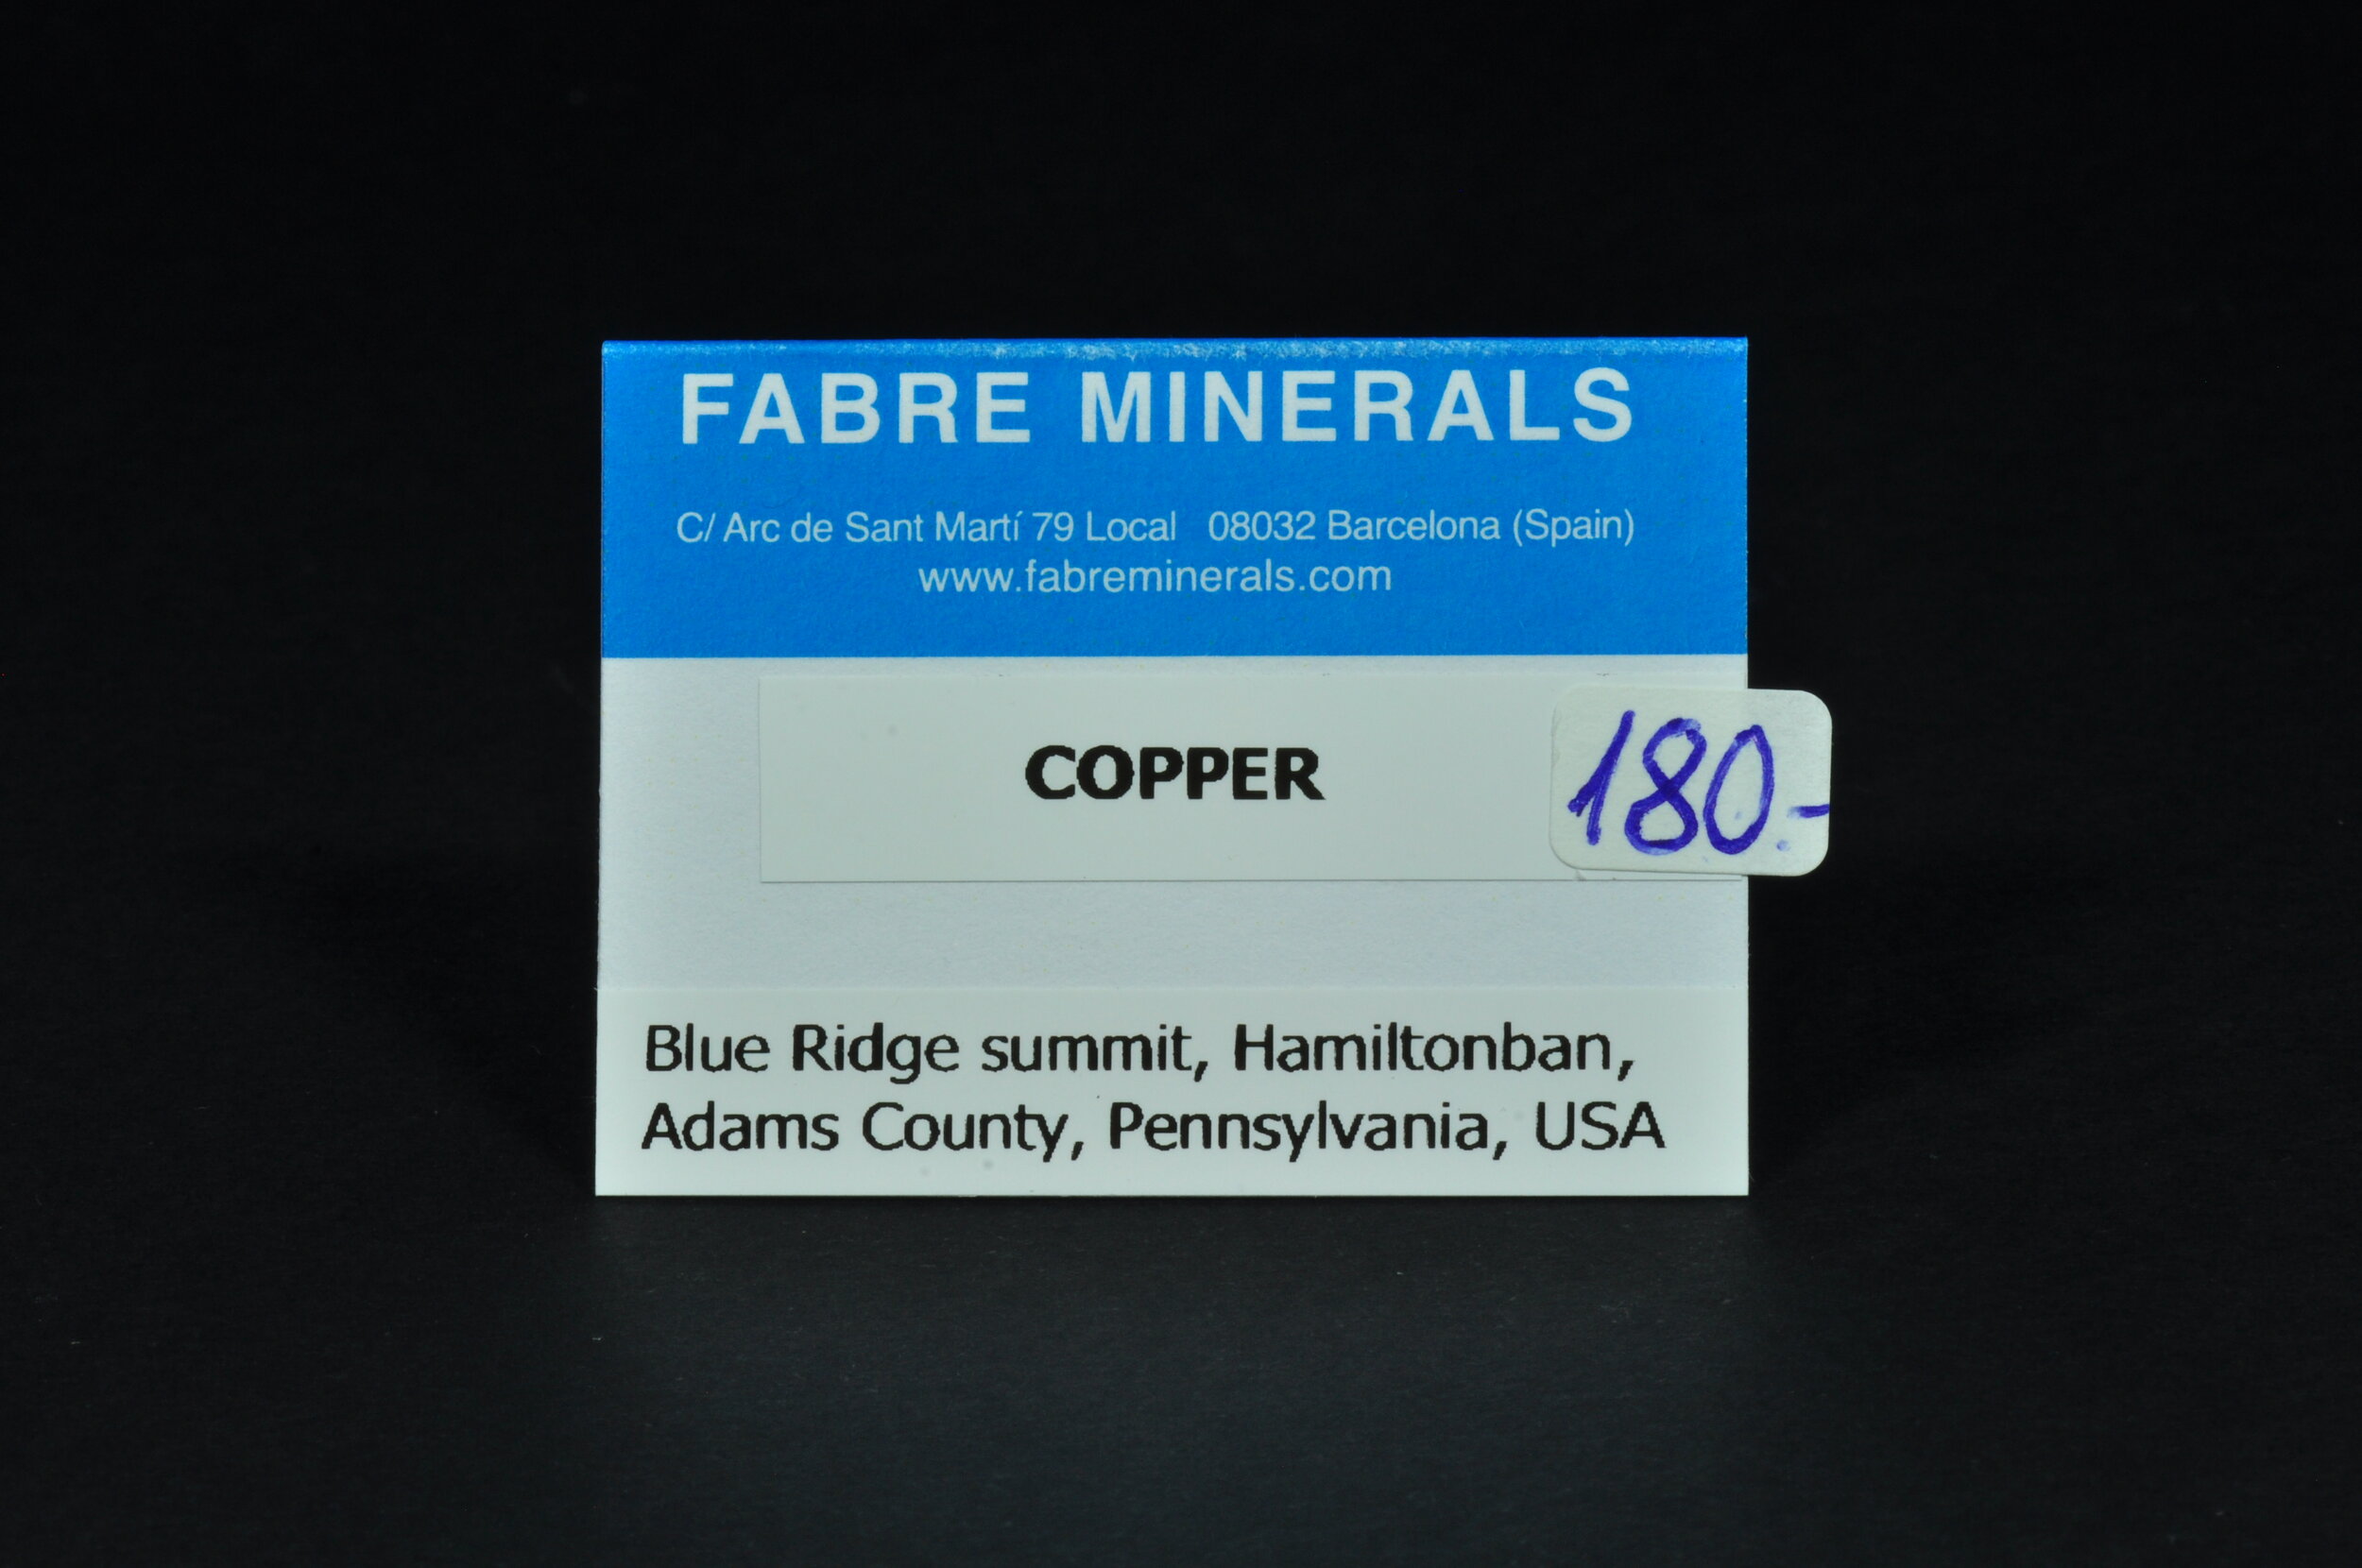 FABRE MINERALS
C/ Arc de Sant Martí 79 Local 08032 Barcelona (Spain)
www.fabreminerals.com
COPPER
180.-
Blue Ridge summit, Hamiltonban,
Adams County, Pennsylvania, USA